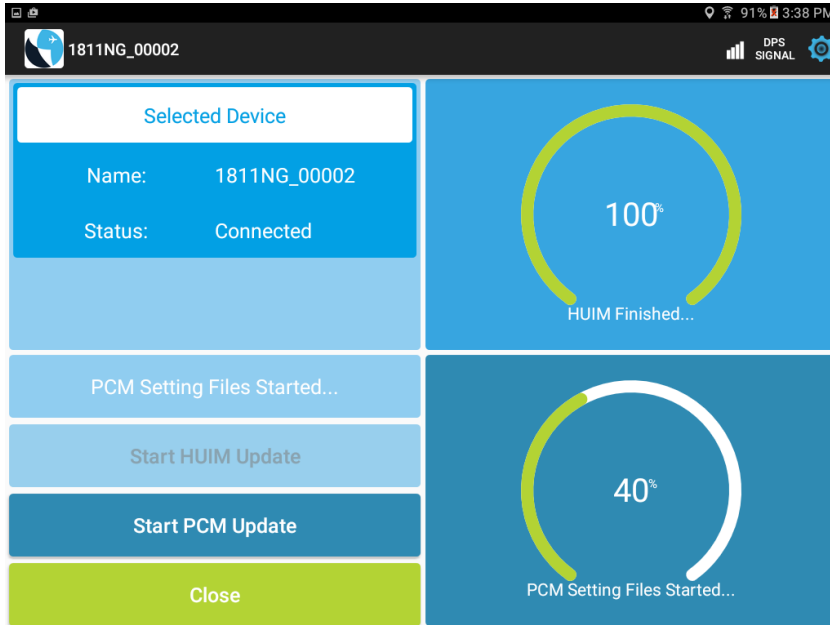 91% 3:38 PM
1811NG_00002
DPS
SIGNAL
Selected Device
Name: 1811NG_00002
Status: Connected
PCM Setting Files Started...
Start HUIM Update
Start PCM Update
Close
100%
HUIM Finished...
40%
PCM Setting Files Started...